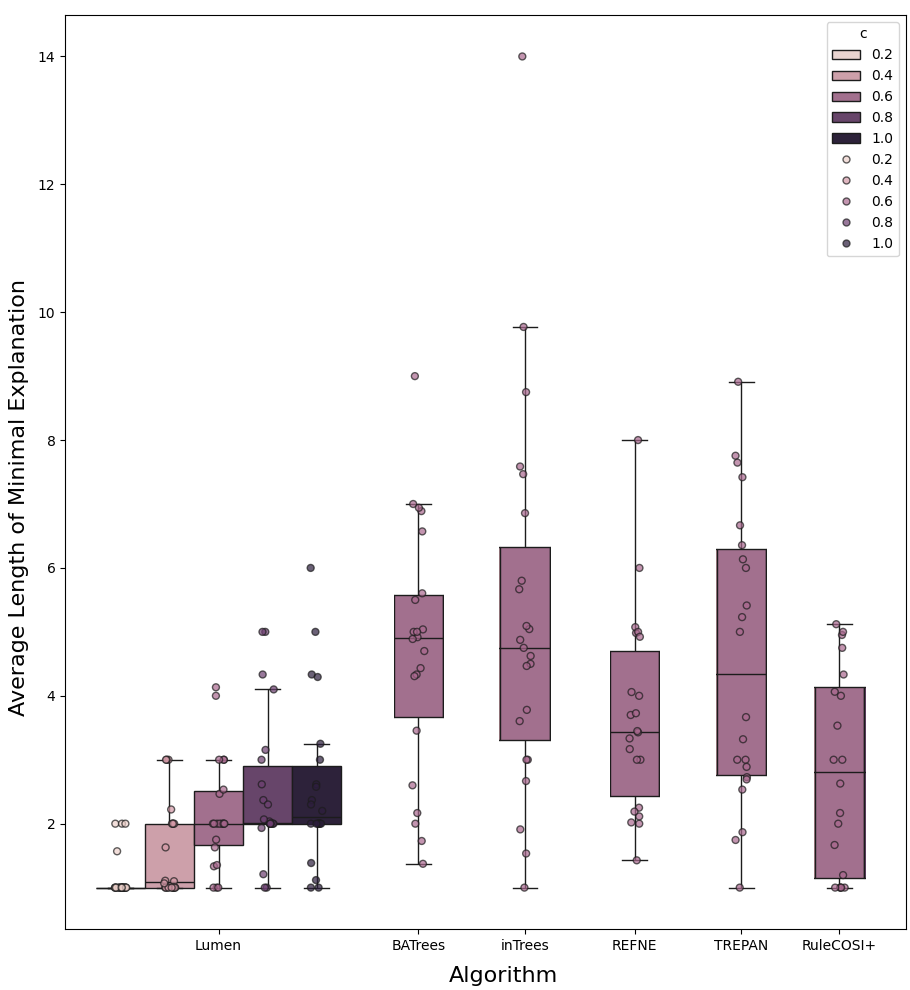 14
12
10
8
6
4
2
Average Length of Minimal Explanation
c
0.2
0.4
0.6
0.8
1.0
0.2
0.4
0.6
0.8
1.0
Lumen
BATrees
inTrees
REFNE
TREPAN
RuleCOSI+
Algorithm